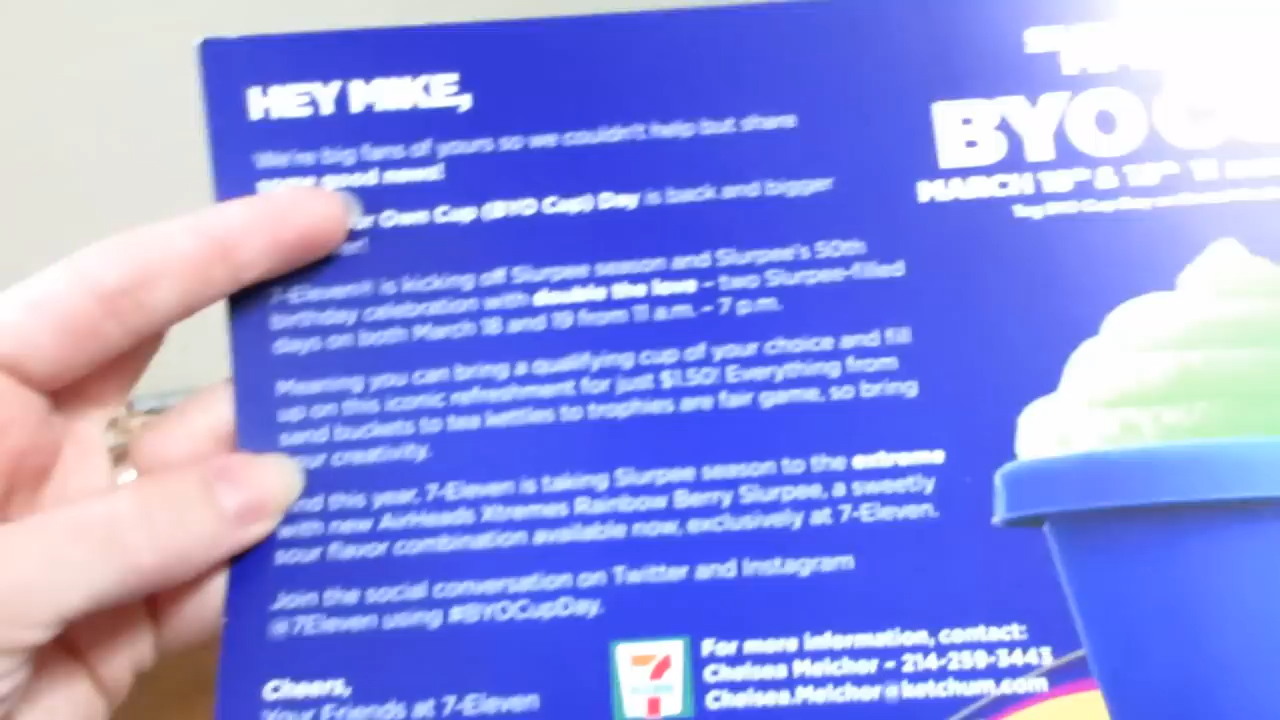 HEY MIKE,
We're big fans of yours so we couldn't help but share
some good news!
Own Cup (BYO Cup) Day is back and bigger
7-Eleven® is kicking off Slurpee season and Slurpee's 50th
birthday celebration with double the love – two Slurpee-filled
days on both March 18 and 19 from 11 a.m. – 7 p.m.
Meaning you can bring a qualifying cup of your choice and fill
up on this iconic refreshment for just $1.50! Everything from
sand buckets to tea kettles to trophies are fair game, so bring
your creativity.
And this year, 7-Eleven is taking Slurpee season to the extreme
with new AirHeads Xtremes Rainbow Berry Slurpee, a sweetly
sour flavor combination available now, exclusively at 7-Eleven.
Join the social conversation on Twitter and Instagram
@7Eleven using #BYOCupDay.
Cheers,
Your Friends at 7-Eleven
BYOC
MARCH 18th & 19th 11
7
For more information, contact:
Chelsea Melcher – 214-259-3443
Chelsea.Melcher@ketchum.com